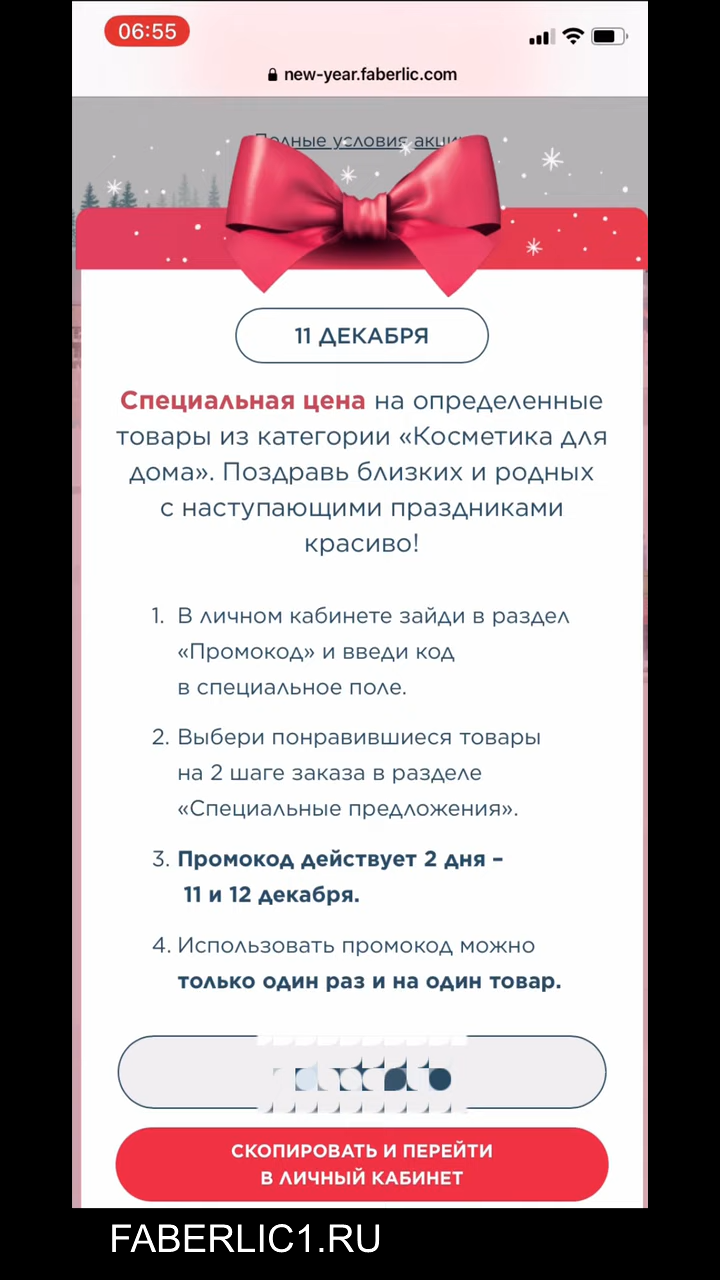 06:55
new-year.faberlic.com
Полные условия акции
11 ДЕКАБРЯ
Специальная цена на определенные
товары из категории «Косметика для
дома». Поздравь близких и родных
с наступающими праздниками
красиво!
1. В личном кабинете зайди в раздел
«Промокод» и введи код
в специальное поле.
2. Выбери понравившиеся товары
на 2 шаге заказа в разделе
«Специальные предложения».
3. Промокод действует 2 дня –
11 и 12 декабря.
4. Использовать промокод можно
только один раз и на один товар.
СКОПИРОВАТЬ И ПЕРЕЙТИ
В ЛИЧНЫЙ КАБИНЕТ
FABERLIC1.RU